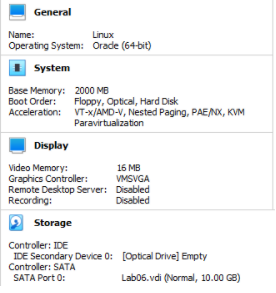 General
Name: Linux
Operating System: Oracle (64-bit)
System
Base Memory: 2000 MB
Boot Order: Floppy, Optical, Hard Disk
Acceleration: VT-x/AMD-V, Nested Paging, PAE/NX, KVM
Paravirtualization
Display
Video Memory: 16 MB
Graphics Controller: VMSVGA
Remote Desktop Server: Disabled
Recording: Disabled
Storage
Controller: IDE
IDE Secondary Device 0: [Optical Drive] Empty
Controller: SATA
SATA Port 0: Lab06.vdi (Normal, 10.00 GB)